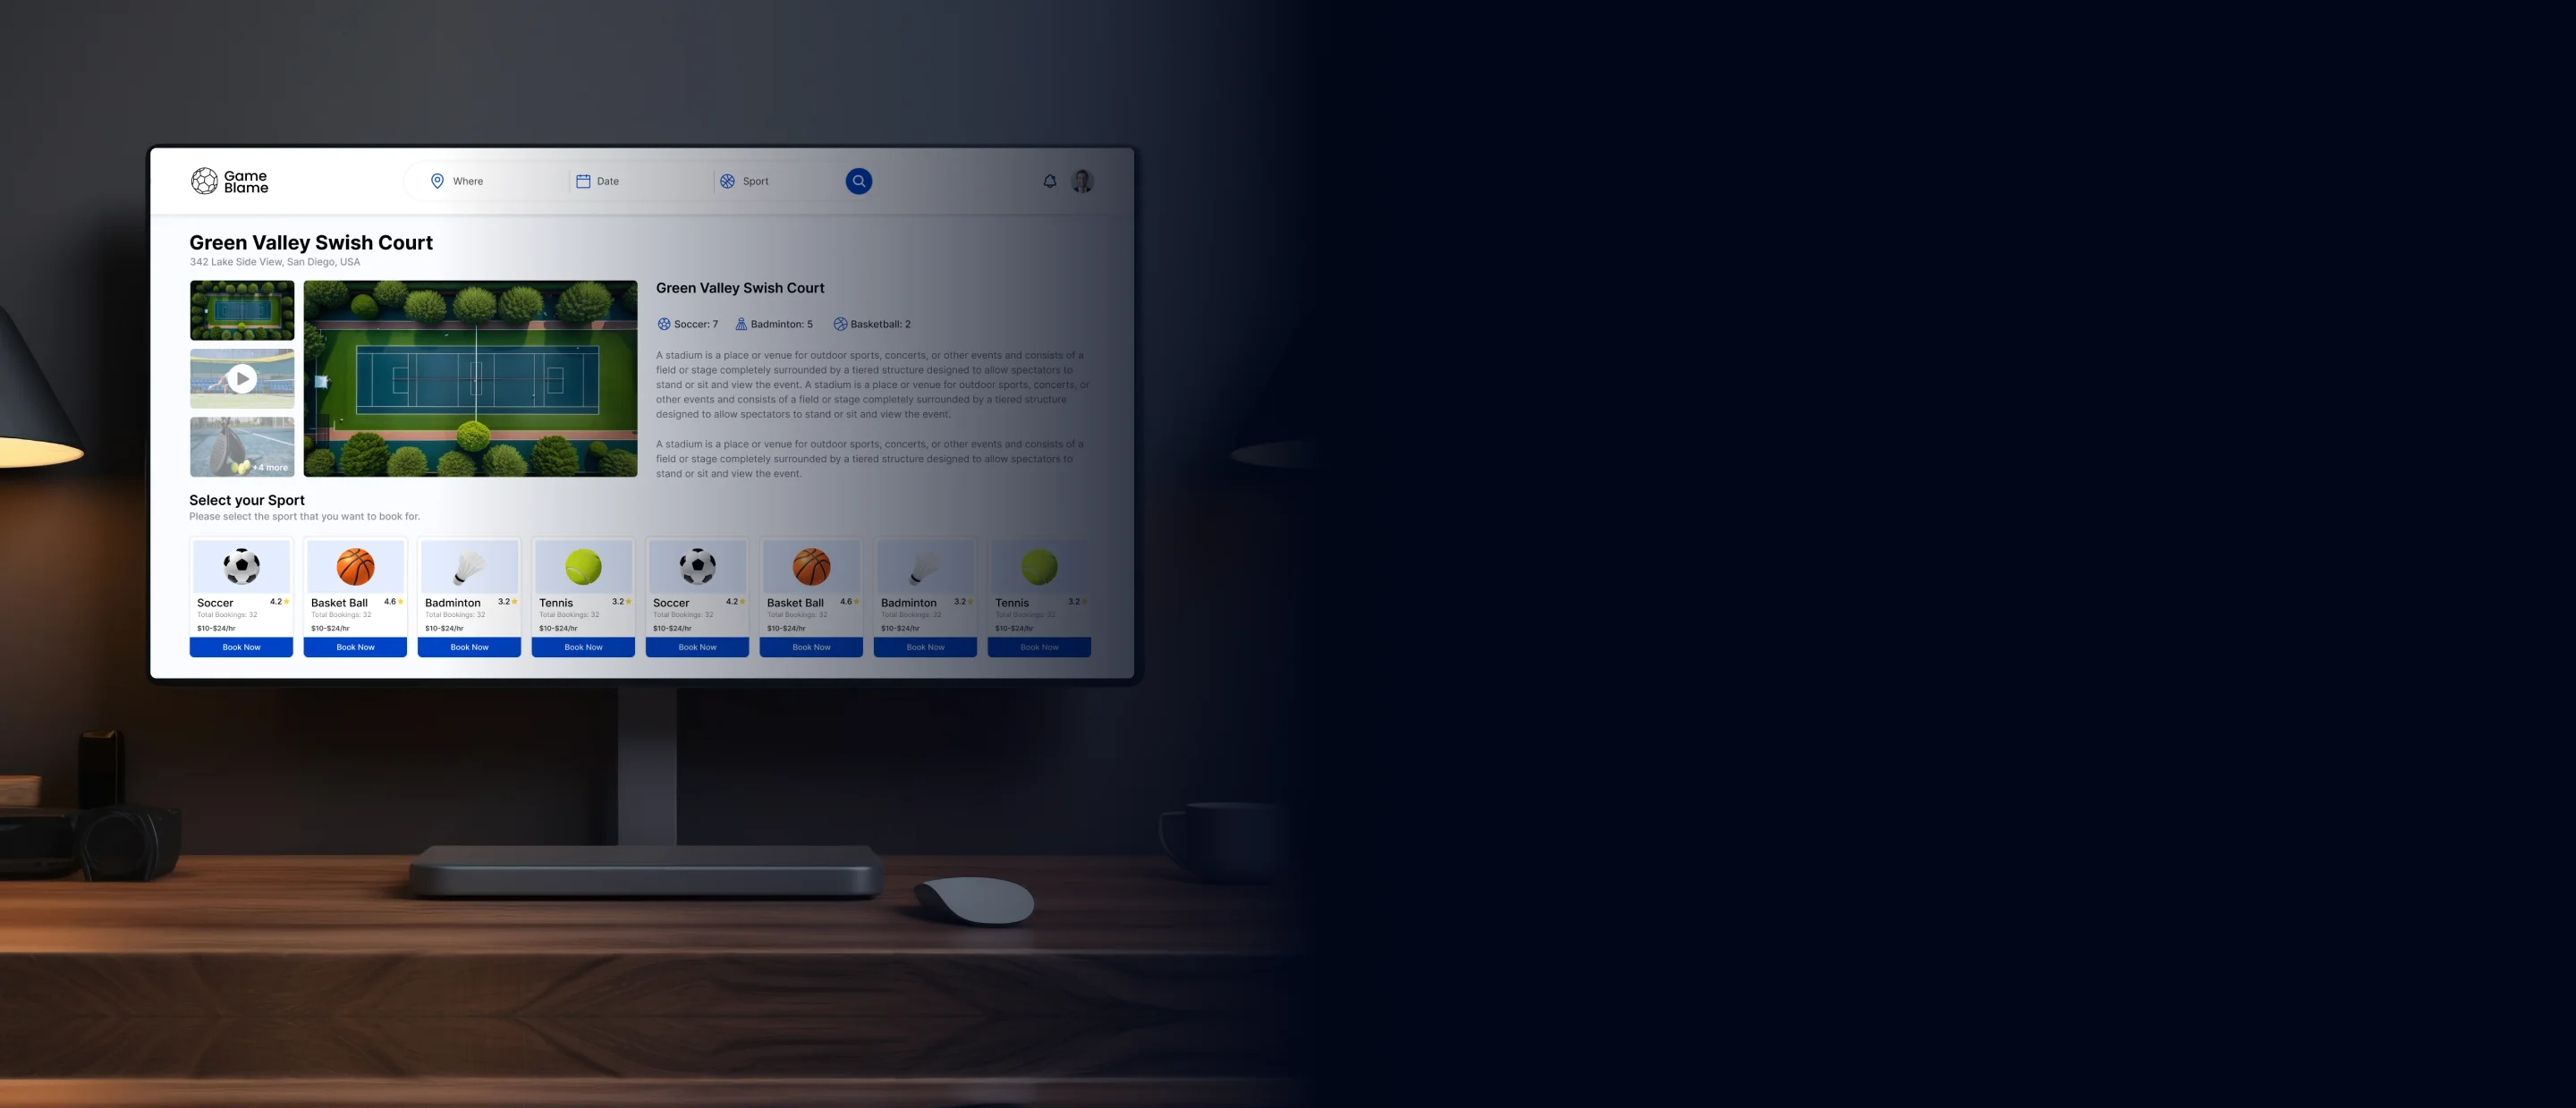 Game
Blame
Where
Date
Sport
Green Valley Swish Court
342 Lake Side View, San Diego, USA
+4 more
Green Valley Swish Court
Soccer: 7
Badminton: 5
Basketball: 2
A stadium is a place or venue for outdoor sports, concerts, or other events and consists of a
field or stage completely surrounded by a tiered structure designed to allow spectators to
stand or sit and view the event. A stadium is a place or venue for outdoor sports, concerts, or
other events and consists of a field or stage completely surrounded by a tiered structure
designed to allow spectators to stand or sit and view the event.
A stadium is a place or venue for outdoor sports, concerts, or other events and consists of a
field or stage completely surrounded by a tiered structure designed to allow spectators to
stand or sit and view the event.
Select your Sport
Please select the sport that you want to book for.
Soccer 4.2
Total Bookings: 32
$10-$24/hr
Book Now
Basket Ball 4.6
Total Bookings: 32
$10-$24/hr
Book Now
Badminton 3.2
Total Bookings: 32
$10-$24/hr
Book Now
Tennis 3.2
Total Bookings: 32
$10-$24/hr
Book Now
Soccer 4.2
Total Bookings: 32
$10-$24/hr
Book Now
Basket Ball 4.6
Total Bookings: 32
$10-$24/hr
Book Now
Badminton 3.2
Total Bookings: 32
$10-$24/hr
Book Now
Tennis 3.2
Total Bookings: 32
$10-$24/hr
Book Now